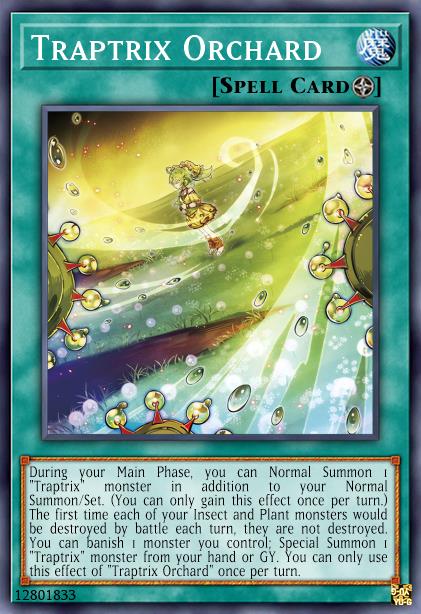 Traptrix Orchard
魔
[Spell Card]
During your Main Phase, you can Normal Summon 1
"Traptrix" monster in addition to your Normal
Summon/Set. (You can only gain this effect once per turn.)
The first time each of your Insect and Plant monsters would
be destroyed by battle each turn, they are not destroyed.
You can banish 1 monster you control; Special Summon 1
"Traptrix" monster from your hand or GY. You can only use
this effect of "Traptrix Orchard" once per turn.
12801833